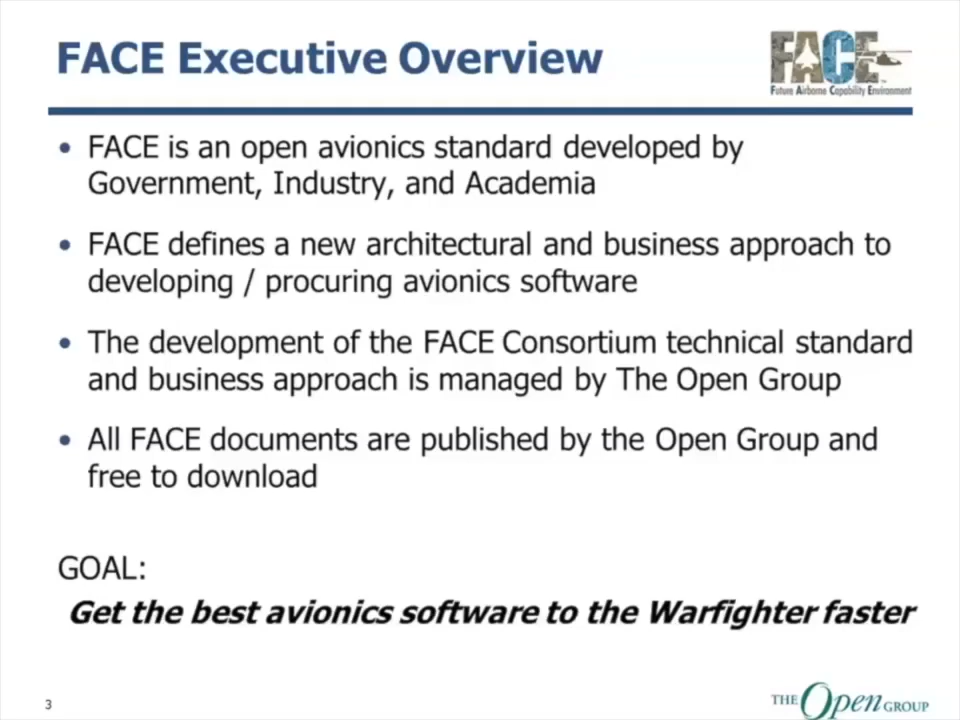 FACE Executive Overview
FACE
Future Airborne Capability Environment
• FACE is an open avionics standard developed by
Government, Industry, and Academia
• FACE defines a new architectural and business approach to
developing / procuring avionics software
• The development of the FACE Consortium technical standard
and business approach is managed by The Open Group
• All FACE documents are published by the Open Group and
free to download
GOAL:
Get the best avionics software to the Warfighter faster
3
THE Open GROUP